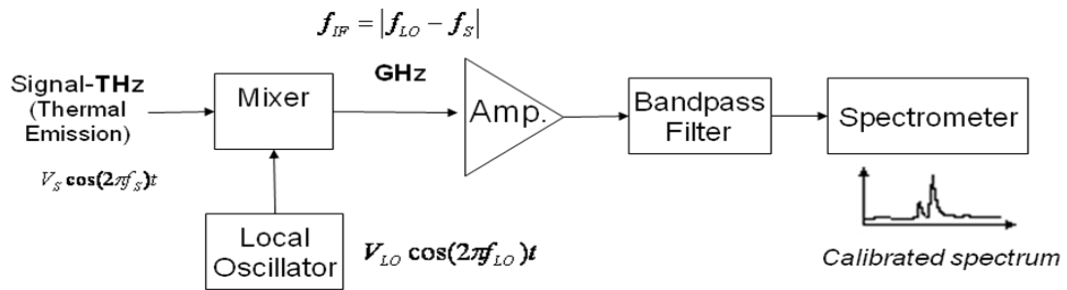 f_IF = |f_LO − f_S|
GHz
Signal-THz
(Thermal
Emission)
V_S cos(2πf_S)t
Mixer
Amp.
Bandpass
Filter
Spectrometer
Local
Oscillator
V_LO cos(2πf_LO)t
Calibrated spectrum